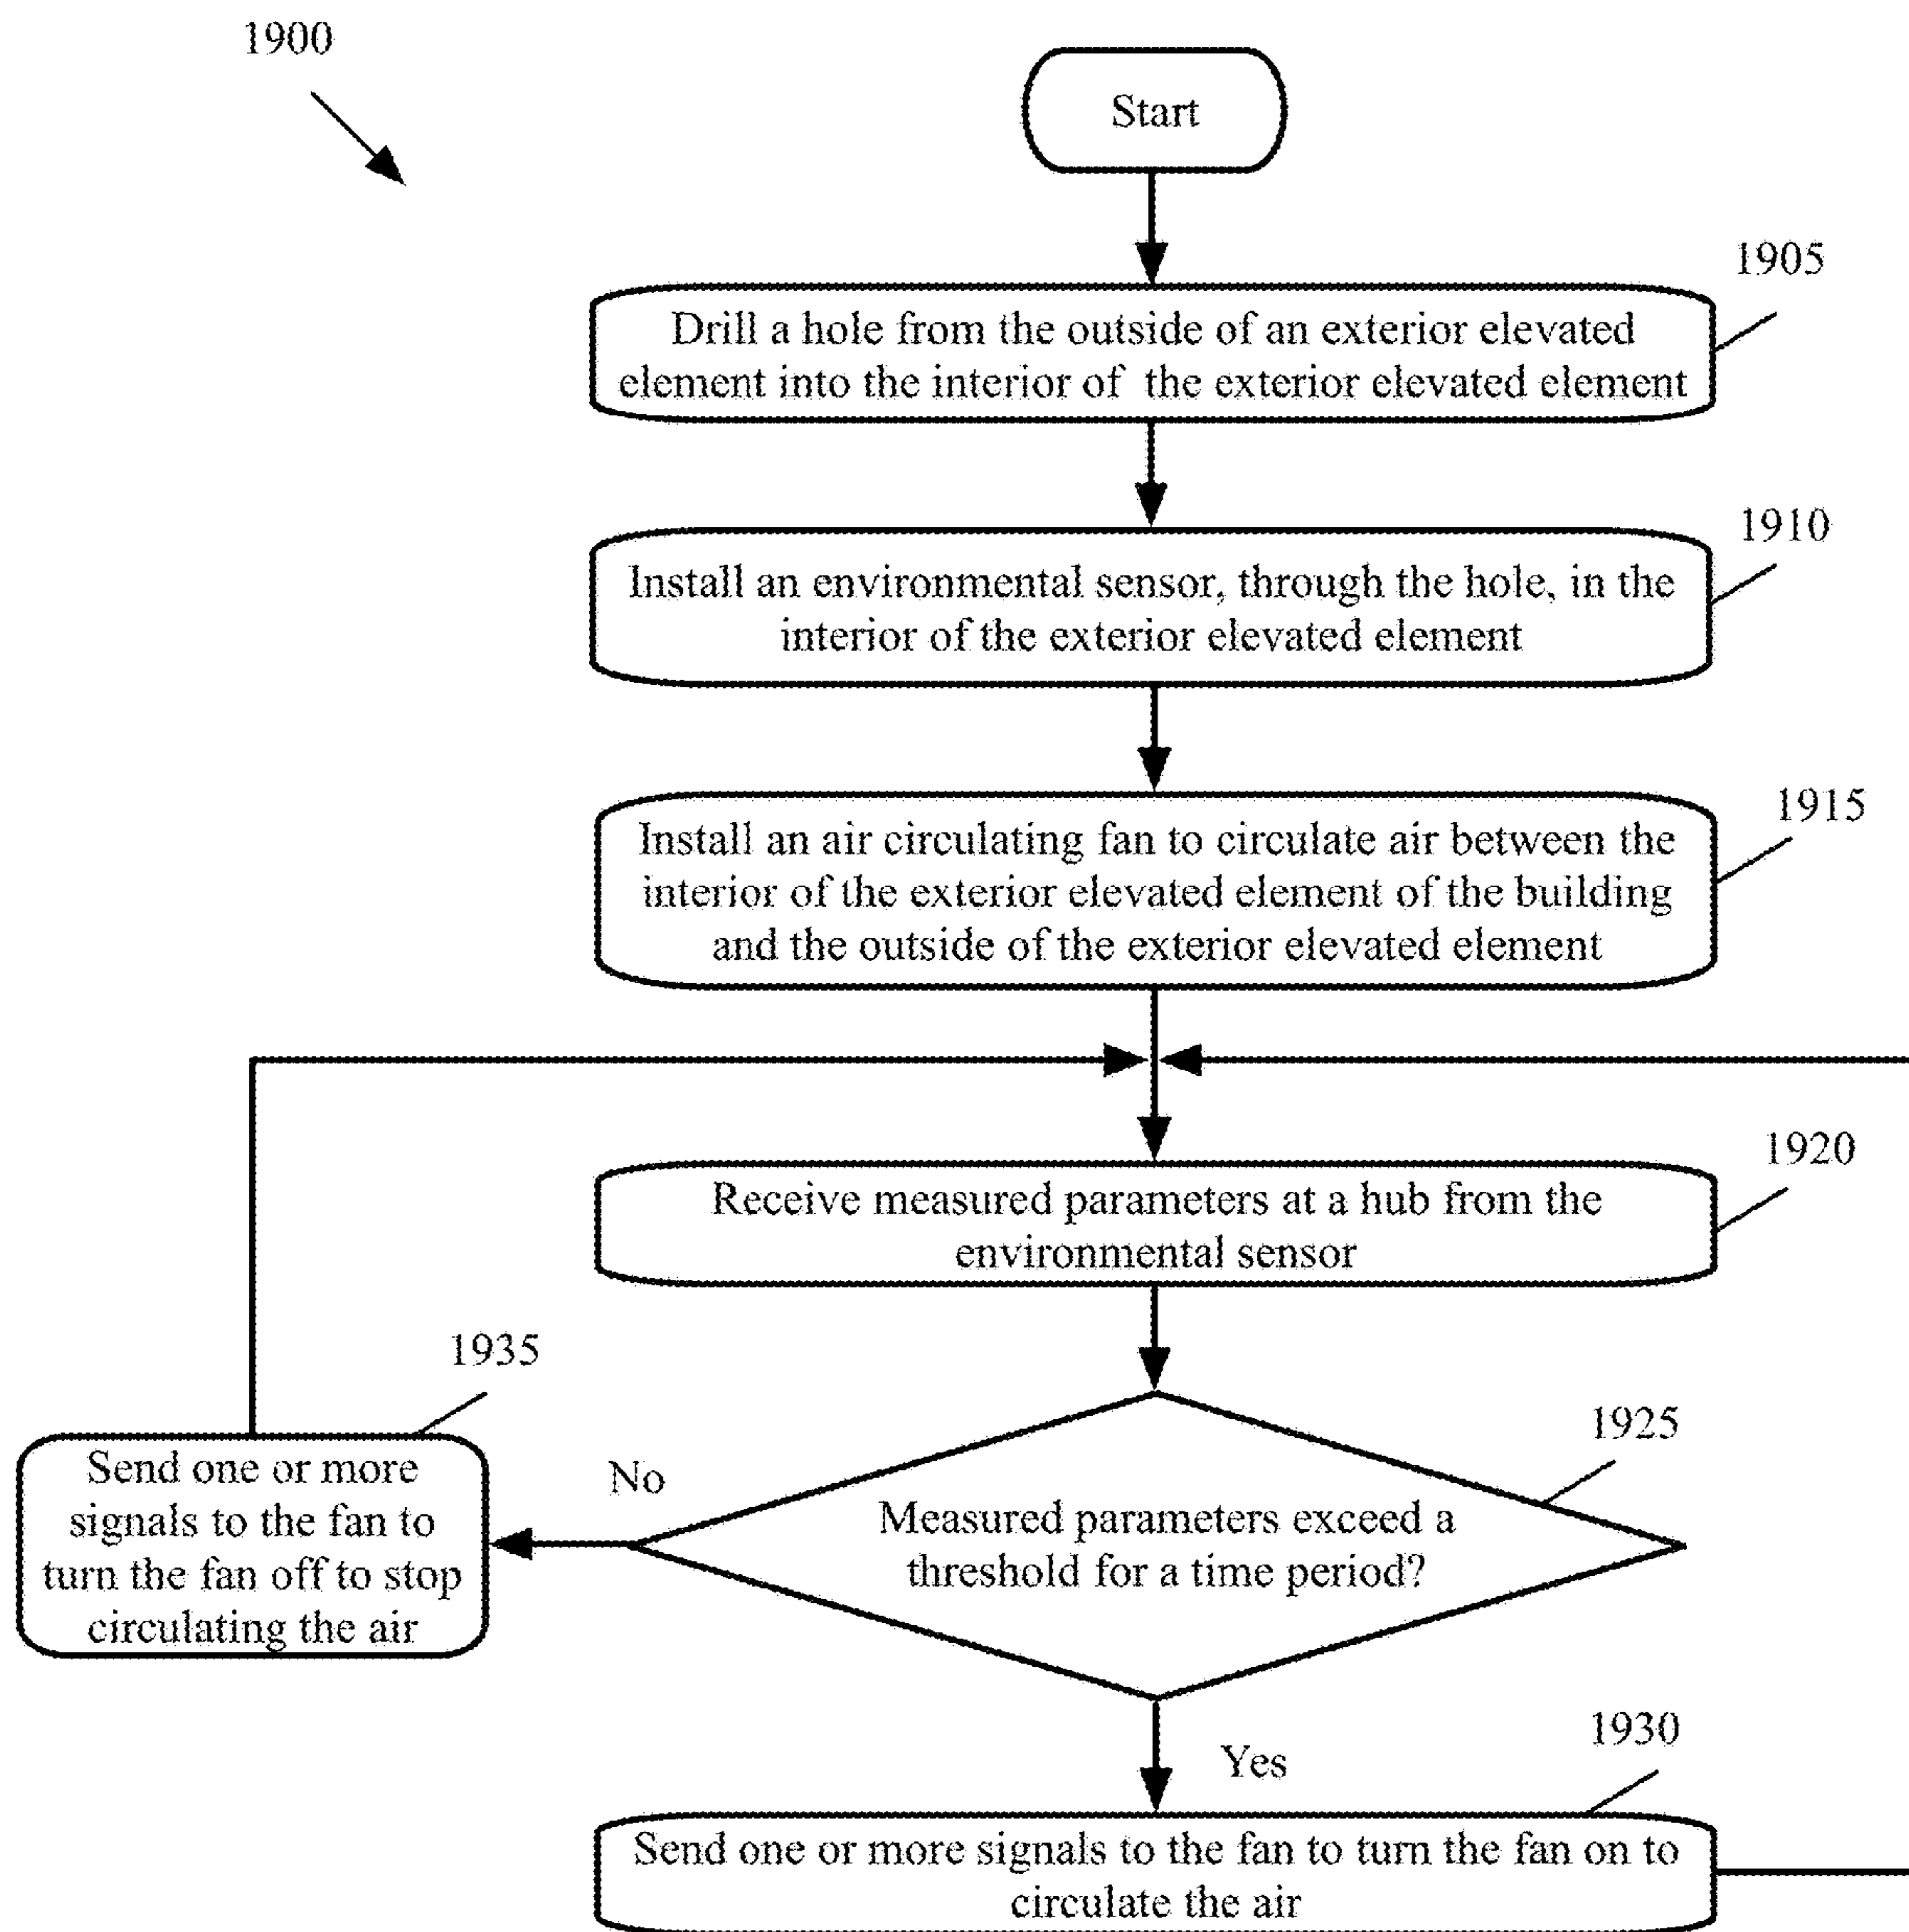 1900
Start
1905
Drill a hole from the outside of an exterior elevated
element into the interior of the exterior elevated element
1910
Install an environmental sensor, through the hole, in the
interior of the exterior elevated element
1915
Install an air circulating fan to circulate air between the
interior of the exterior elevated element of the building
and the outside of the exterior elevated element
1920
Receive measured parameters at a hub from the
environmental sensor
1925
Measured parameters exceed a
threshold for a time period?
No
1935
Send one or more
signals to the fan to
turn the fan off to stop
circulating the air
Yes
1930
Send one or more signals to the fan to turn the fan on to
circulate the air